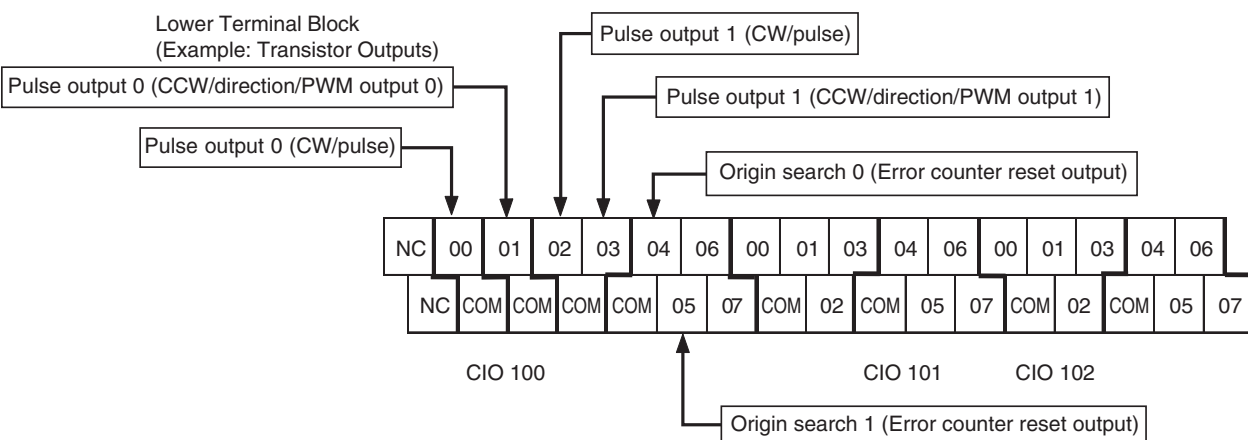 Lower Terminal Block
(Example: Transistor Outputs)
Pulse output 1 (CW/pulse)
Pulse output 0 (CCW/direction/PWM output 0)
Pulse output 1 (CCW/direction/PWM output 1)
Pulse output 0 (CW/pulse)
Origin search 0 (Error counter reset output)
NC 00 01 02 03 04 06 00 01 03 04 06 00 01 03 04 06
NC COM COM COM COM 05 07 COM 02 COM 05 07 COM 02 COM 05 07
CIO 100 CIO 101 CIO 102
Origin search 1 (Error counter reset output)